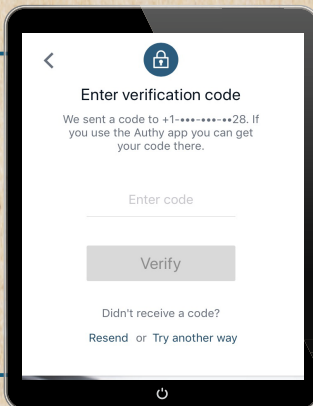 Enter verification code
We sent a code to +1-•••-•••-••28. If
you use the Authy app you can get
your code there.
Enter code
Verify
Didn't receive a code?
Resend or Try another way